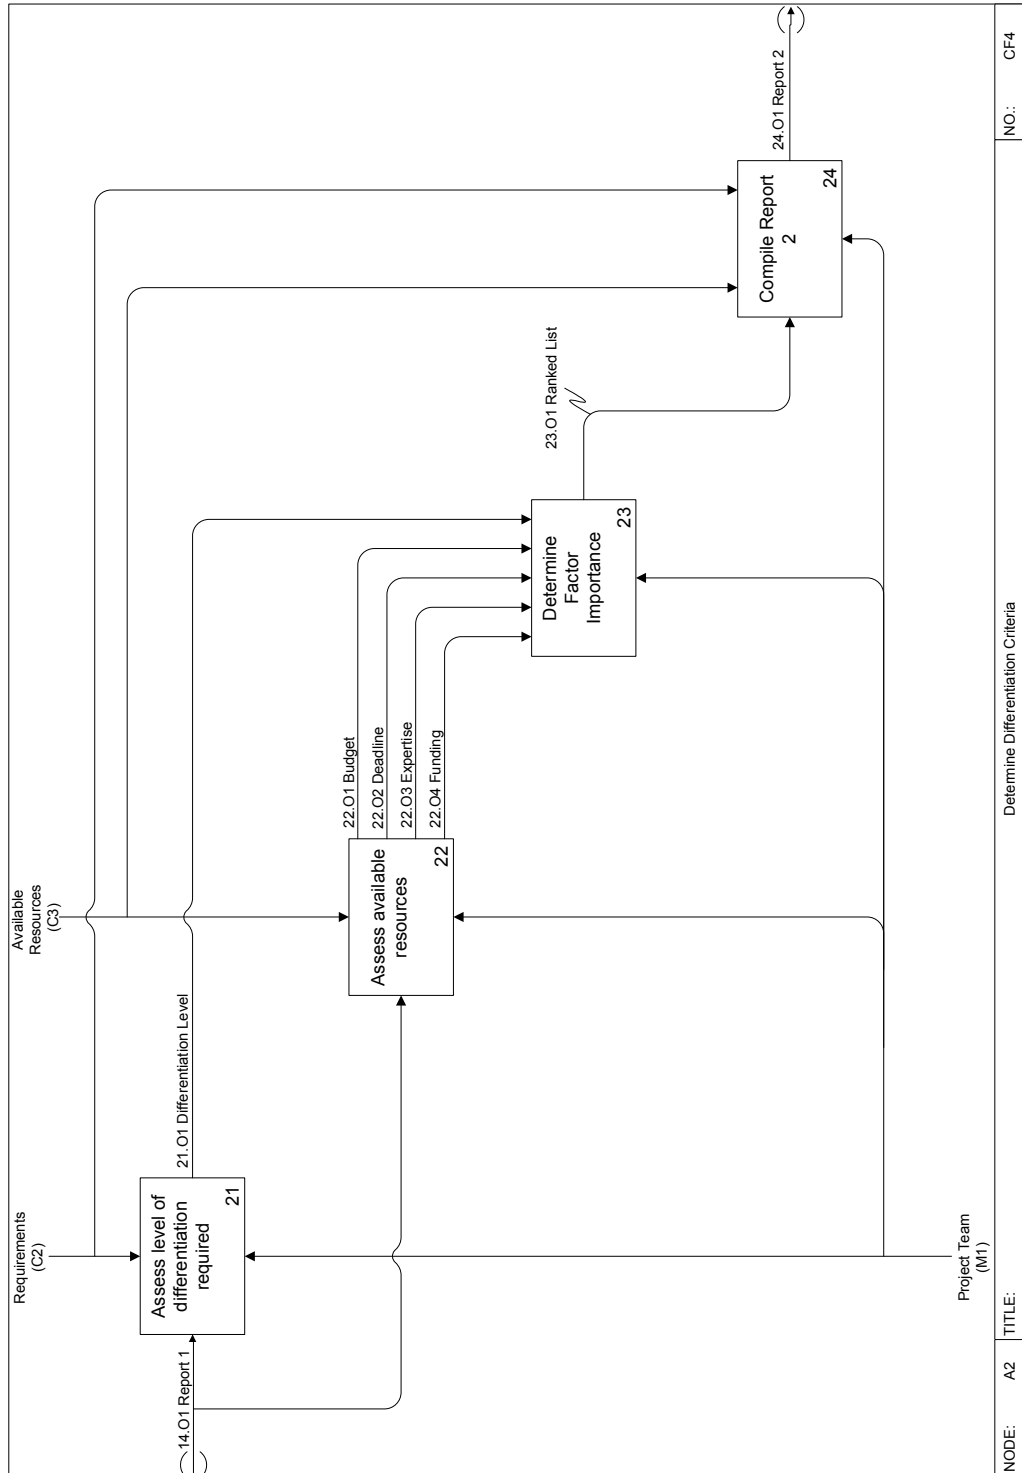 Requirements
(C2)
Available
Resources
(C3)
14.O1 Report 1
Assess level of
differentiation
required
21
21.O1 Differentiation Level
Assess available
resources
22
22.O1 Budget
22.O2 Deadline
22.O3 Expertise
22.O4 Funding
Determine
Factor
Importance
23
23.O1 Ranked List
Compile Report
2
24
24.O1 Report 2
Project Team
(M1)
NODE: A2 TITLE: Determine Differentiation Criteria NO.: CF4